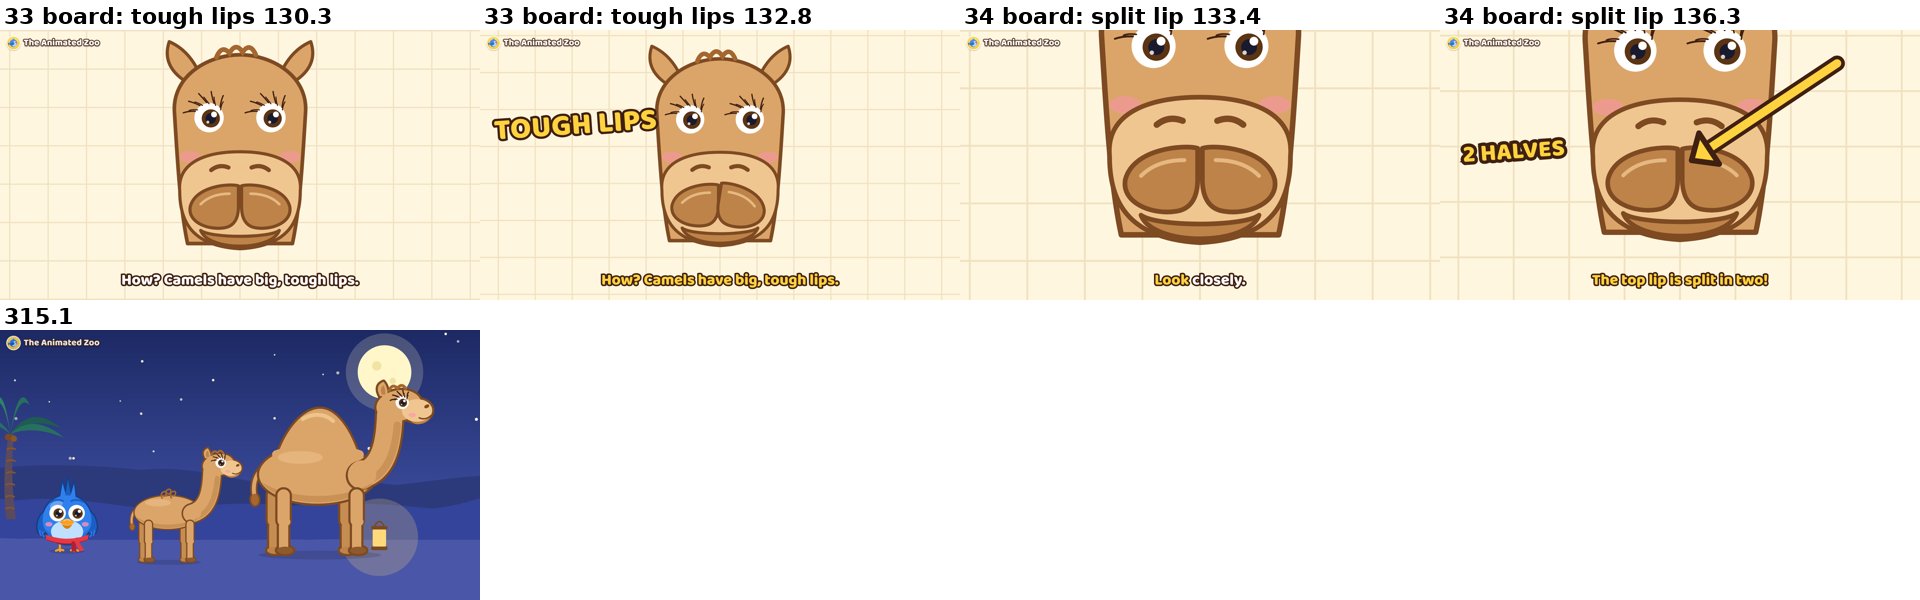 33 board: tough lips 130.3
The Animated Zoo
How? Camels have big, tough lips.
33 board: tough lips 132.8
The Animated Zoo
TOUGH LIPS
How? Camels have big, tough lips.
34 board: split lip 133.4
The Animated Zoo
Look closely.
34 board: split lip 136.3
The Animated Zoo
2 HALVES
The top lip is split in two!
315.1
The Animated Zoo